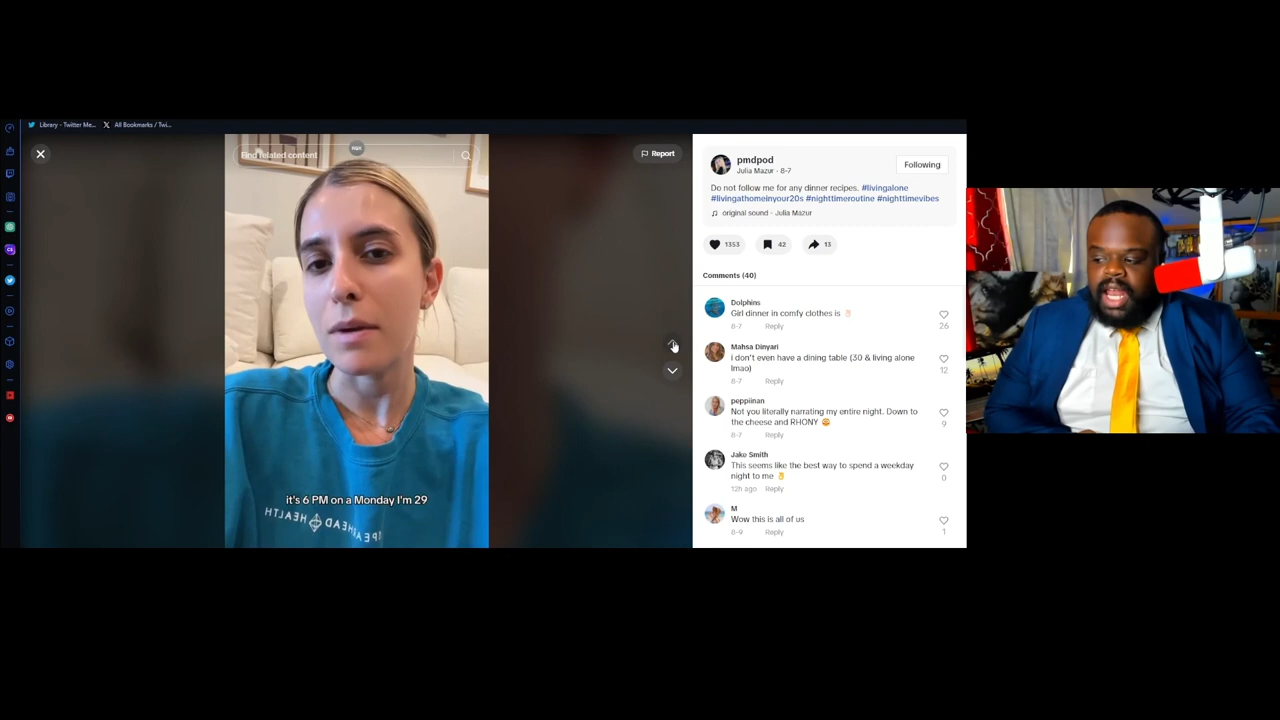 Library - Twitter Me...
All Bookmarks / Twi...
Find related content
Report
it's 6 PM on a Monday I'm 29
HEAD HEALTH
pmdpod
Julia Mazur · 8-7
Following
Do not follow me for any dinner recipes. #livingalone
#livingathomeinyour20s #nighttimeroutine #nighttimevibes
original sound - Julia Mazur
1353
42
13
Comments (40)
Dolphins
Girl dinner in comfy clothes is
8-7 Reply
26
Mahsa Dinyari
i don't even have a dining table (30 & living alone
lmao)
8-7 Reply
12
peppiinan
Not you literally narrating my entire night. Down to
the cheese and RHONY
8-7 Reply
9
Jake Smith
This seems like the best way to spend a weekday
night to me
12h ago Reply
0
M
Wow this is all of us
8-9 Reply
1